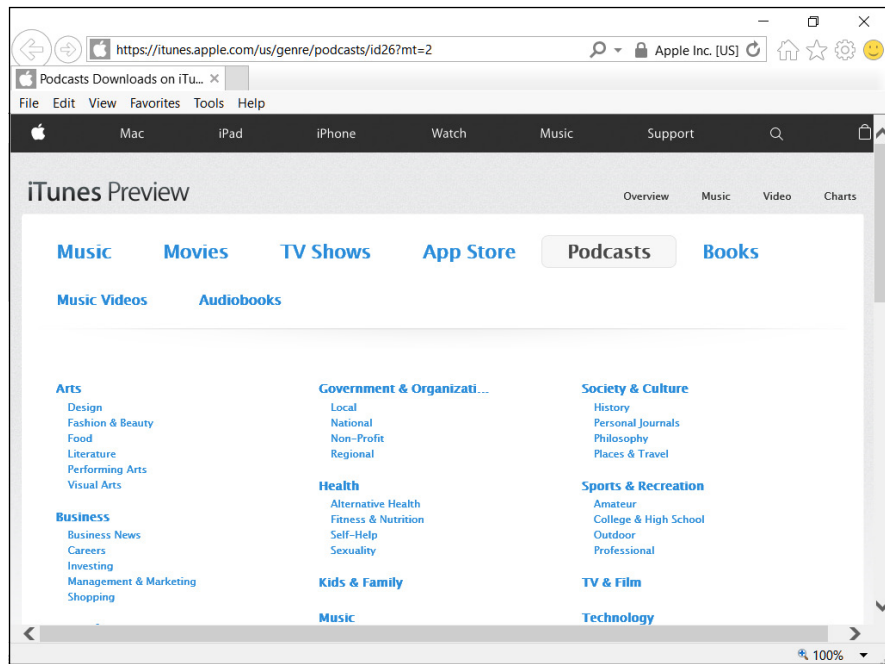 https://itunes.apple.com/us/genre/podcasts/id26?mt=2
Apple Inc. [US]
Podcasts Downloads on iTu...
File Edit View Favorites Tools Help
Mac iPad iPhone Watch Music Support
iTunes Preview
Overview Music Video Charts
Music Movies TV Shows App Store Podcasts Books
Music Videos Audiobooks
Arts
Design
Fashion & Beauty
Food
Literature
Performing Arts
Visual Arts
Business
Business News
Careers
Investing
Management & Marketing
Shopping
Government & Organizati...
Local
National
Non-Profit
Regional
Health
Alternative Health
Fitness & Nutrition
Self-Help
Sexuality
Kids & Family
Music
Society & Culture
History
Personal Journals
Philosophy
Places & Travel
Sports & Recreation
Amateur
College & High School
Outdoor
Professional
TV & Film
Technology
100%